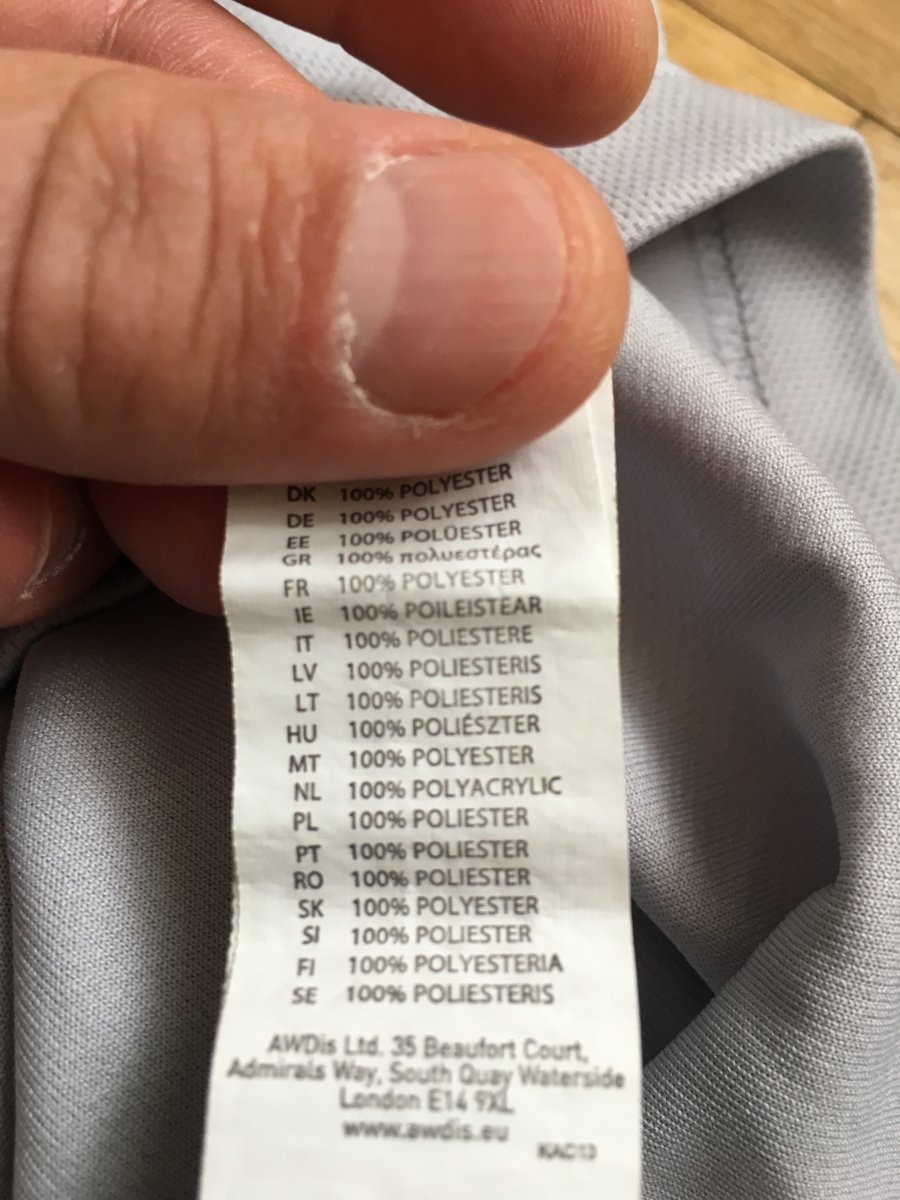 DK 100% POLYESTER
DE 100% POLYESTER
EE 100% POLÜESTER
GR 100% πολυεστέρας
FR 100% POLYESTER
IE 100% POILEISTEAR
IT 100% POLIESTERE
LV 100% POLIESTERIS
LT 100% POLIESTERIS
HU 100% POLIÉSZTER
MT 100% POLYESTER
NL 100% POLYACRYLIC
PL 100% POLIESTER
PT 100% POLIESTER
RO 100% POLIESTER
SK 100% POLYESTER
SI 100% POLIESTER
FI 100% POLYESTERIA
SE 100% POLIESTERIS
AWDis Ltd. 35 Beaufort Court,
Admirals Way, South Quay Waterside
London E14 9XL
www.awdis.eu
KAC13